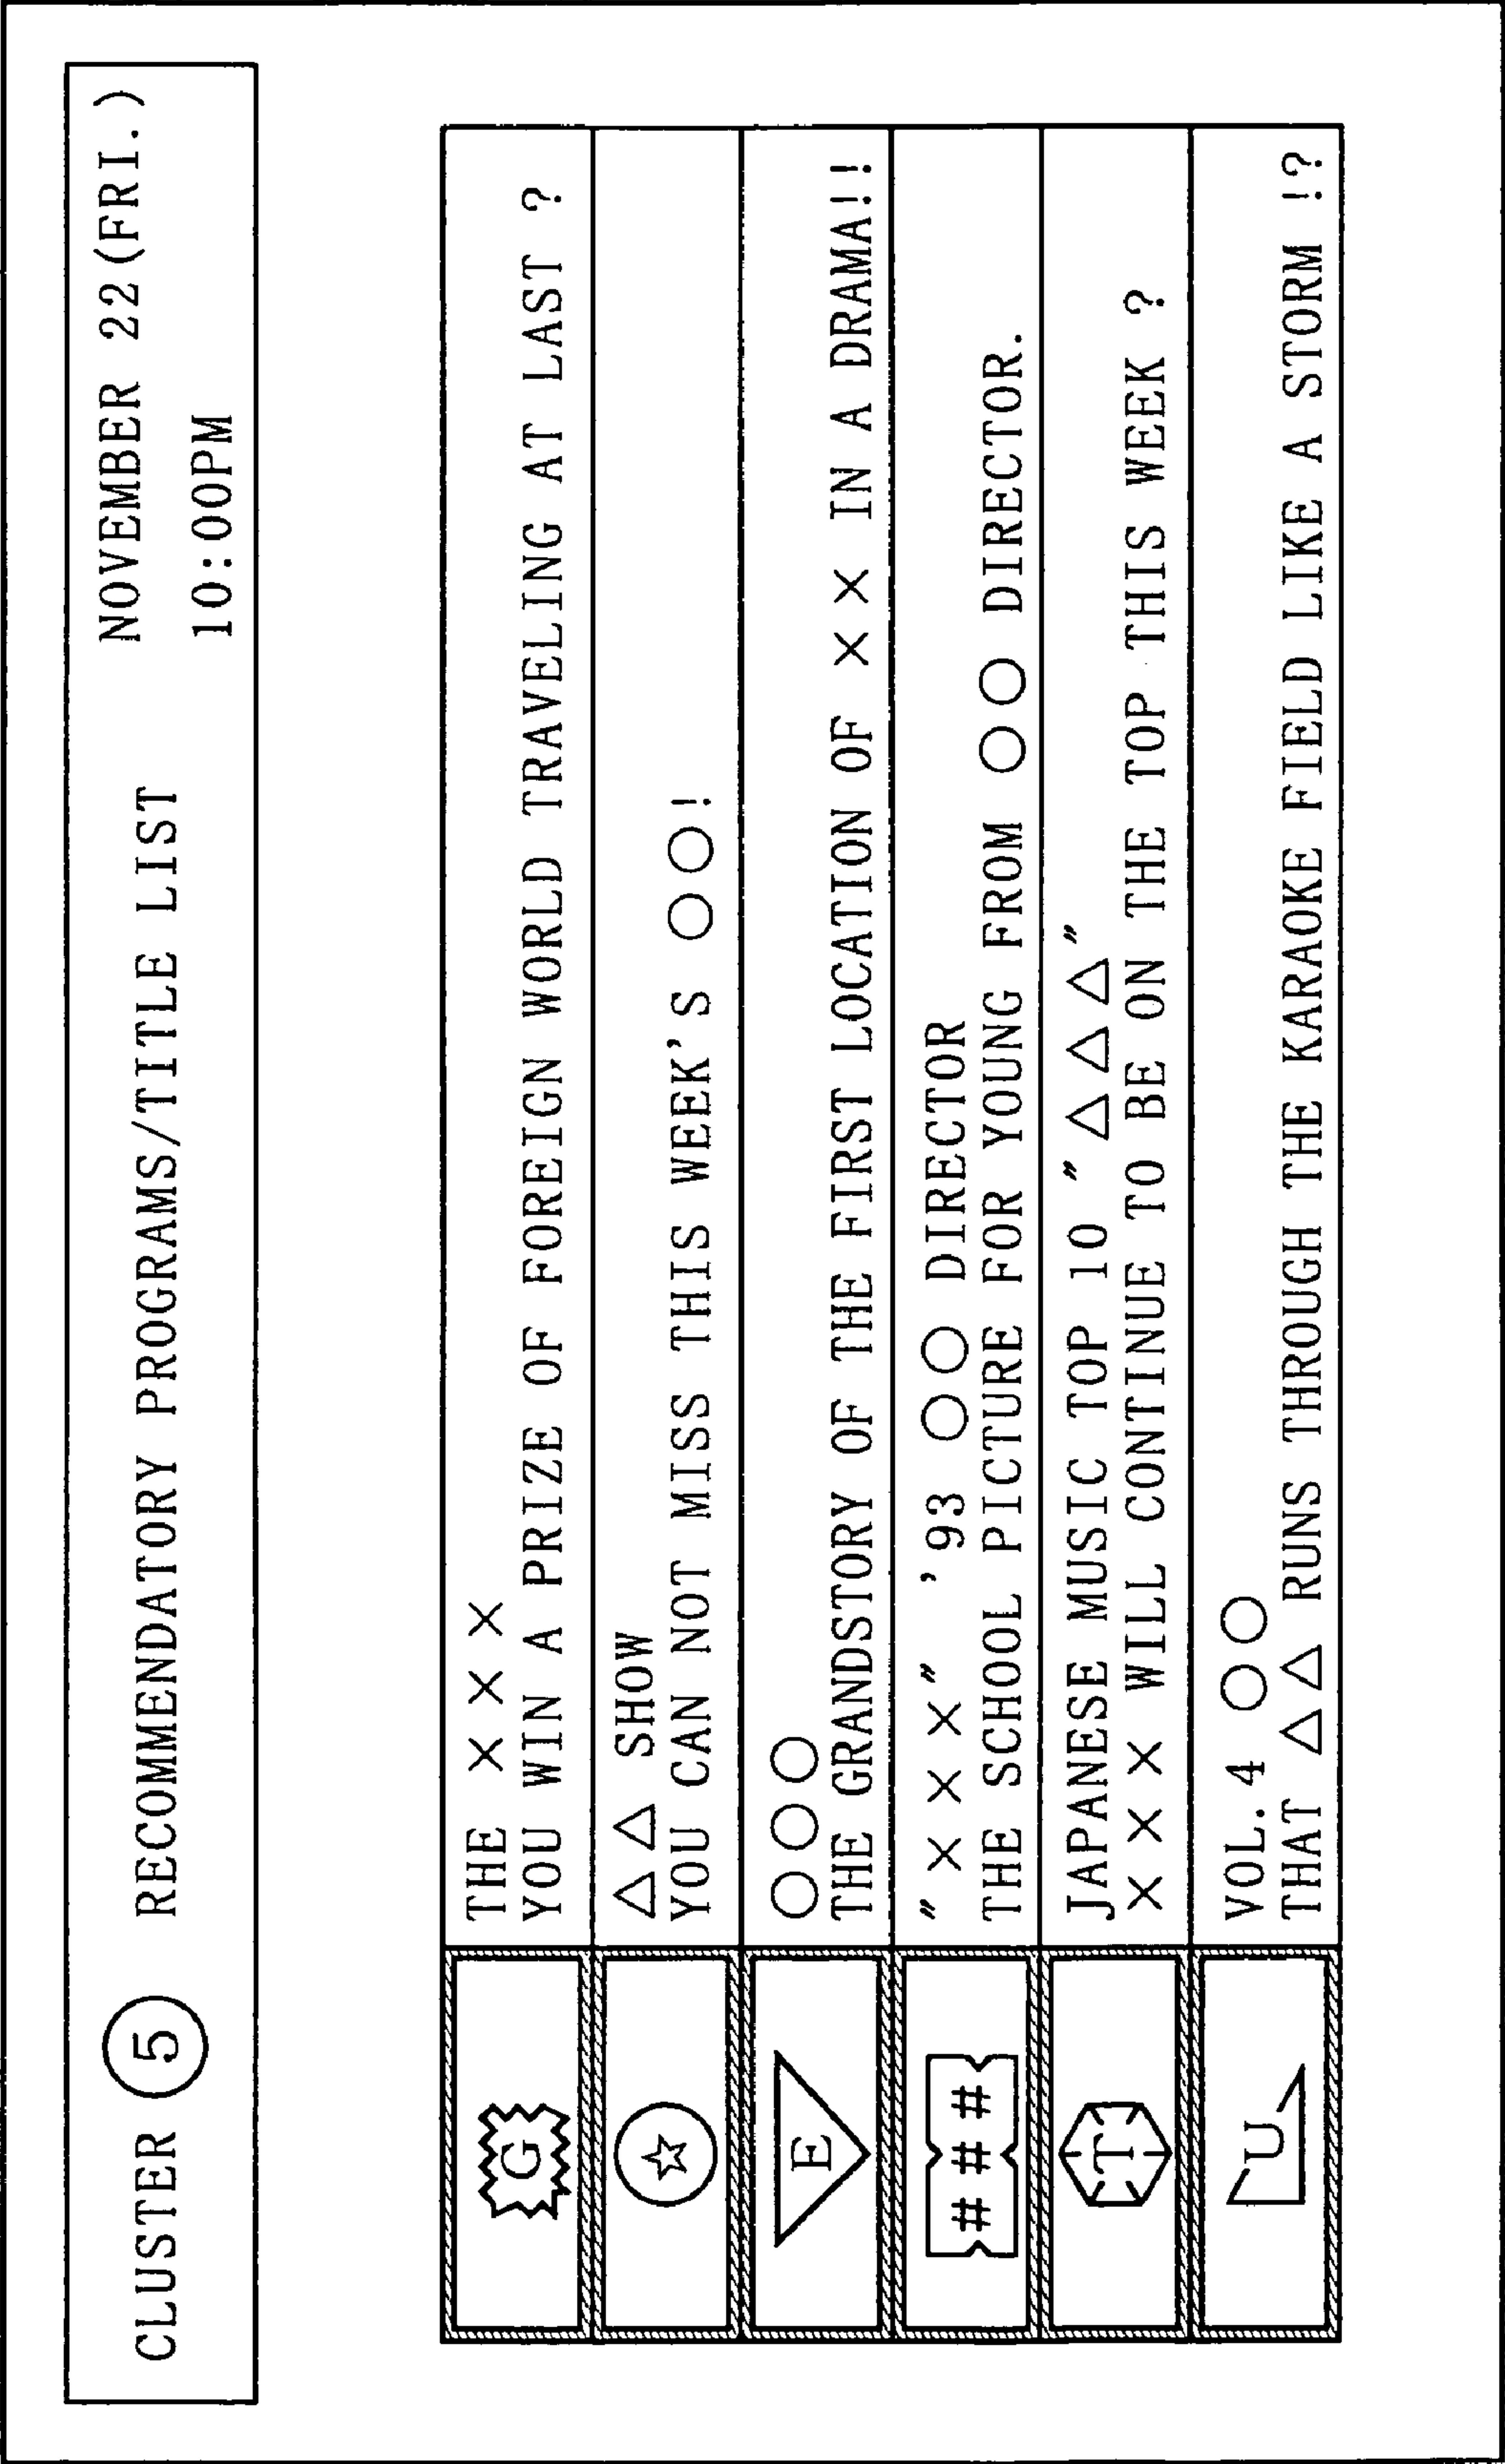 CLUSTER ⑤ RECOMMENDATORY PROGRAMS/TITLE LIST NOVEMBER 22(FRI.)
10:00PM
G
THE ×××
YOU WIN A PRIZE OF FOREIGN WORLD TRAVELING AT LAST ?
☆
△△ SHOW
YOU CAN NOT MISS THIS WEEK'S ○○!
E
○○○
THE GRANDSTORY OF THE FIRST LOCATION OF ×× IN A DRAMA!!
###
"×××" '93 ○○ DIRECTOR
THE SCHOOL PICTURE FOR YOUNG FROM ○○ DIRECTOR.
T
JAPANESE MUSIC TOP 10 "△△△"
××× WILL CONTINUE TO BE ON THE TOP THIS WEEK ?
U
VOL.4 ○○
THAT △△ RUNS THROUGH THE KARAOKE FIELD LIKE A STORM !?